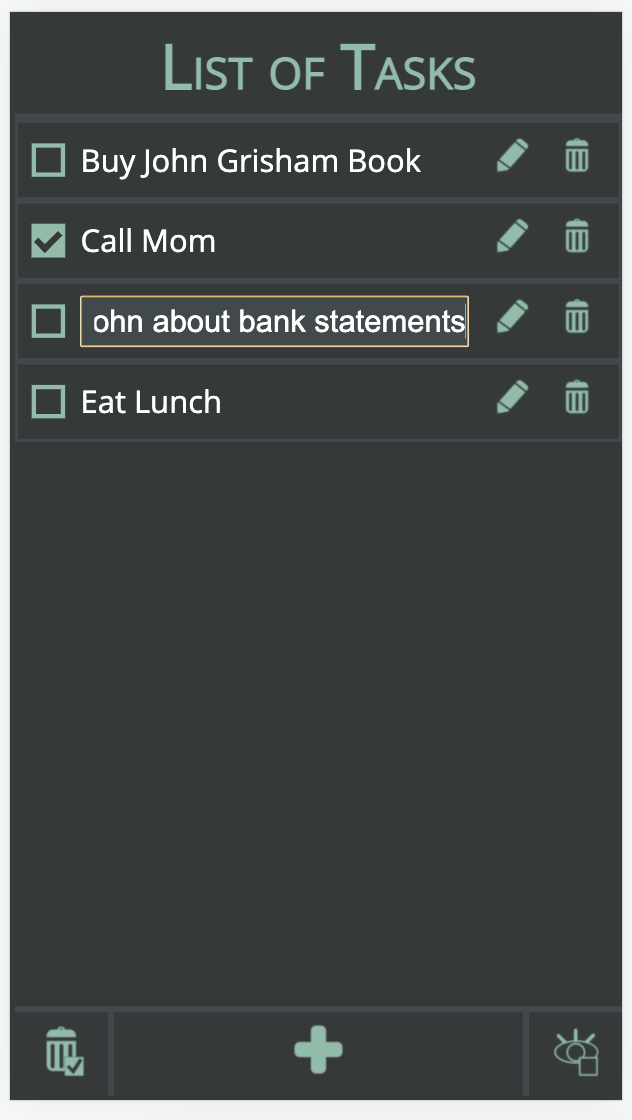 List of Tasks
Buy John Grisham Book
Call Mom
ohn about bank statements
Eat Lunch